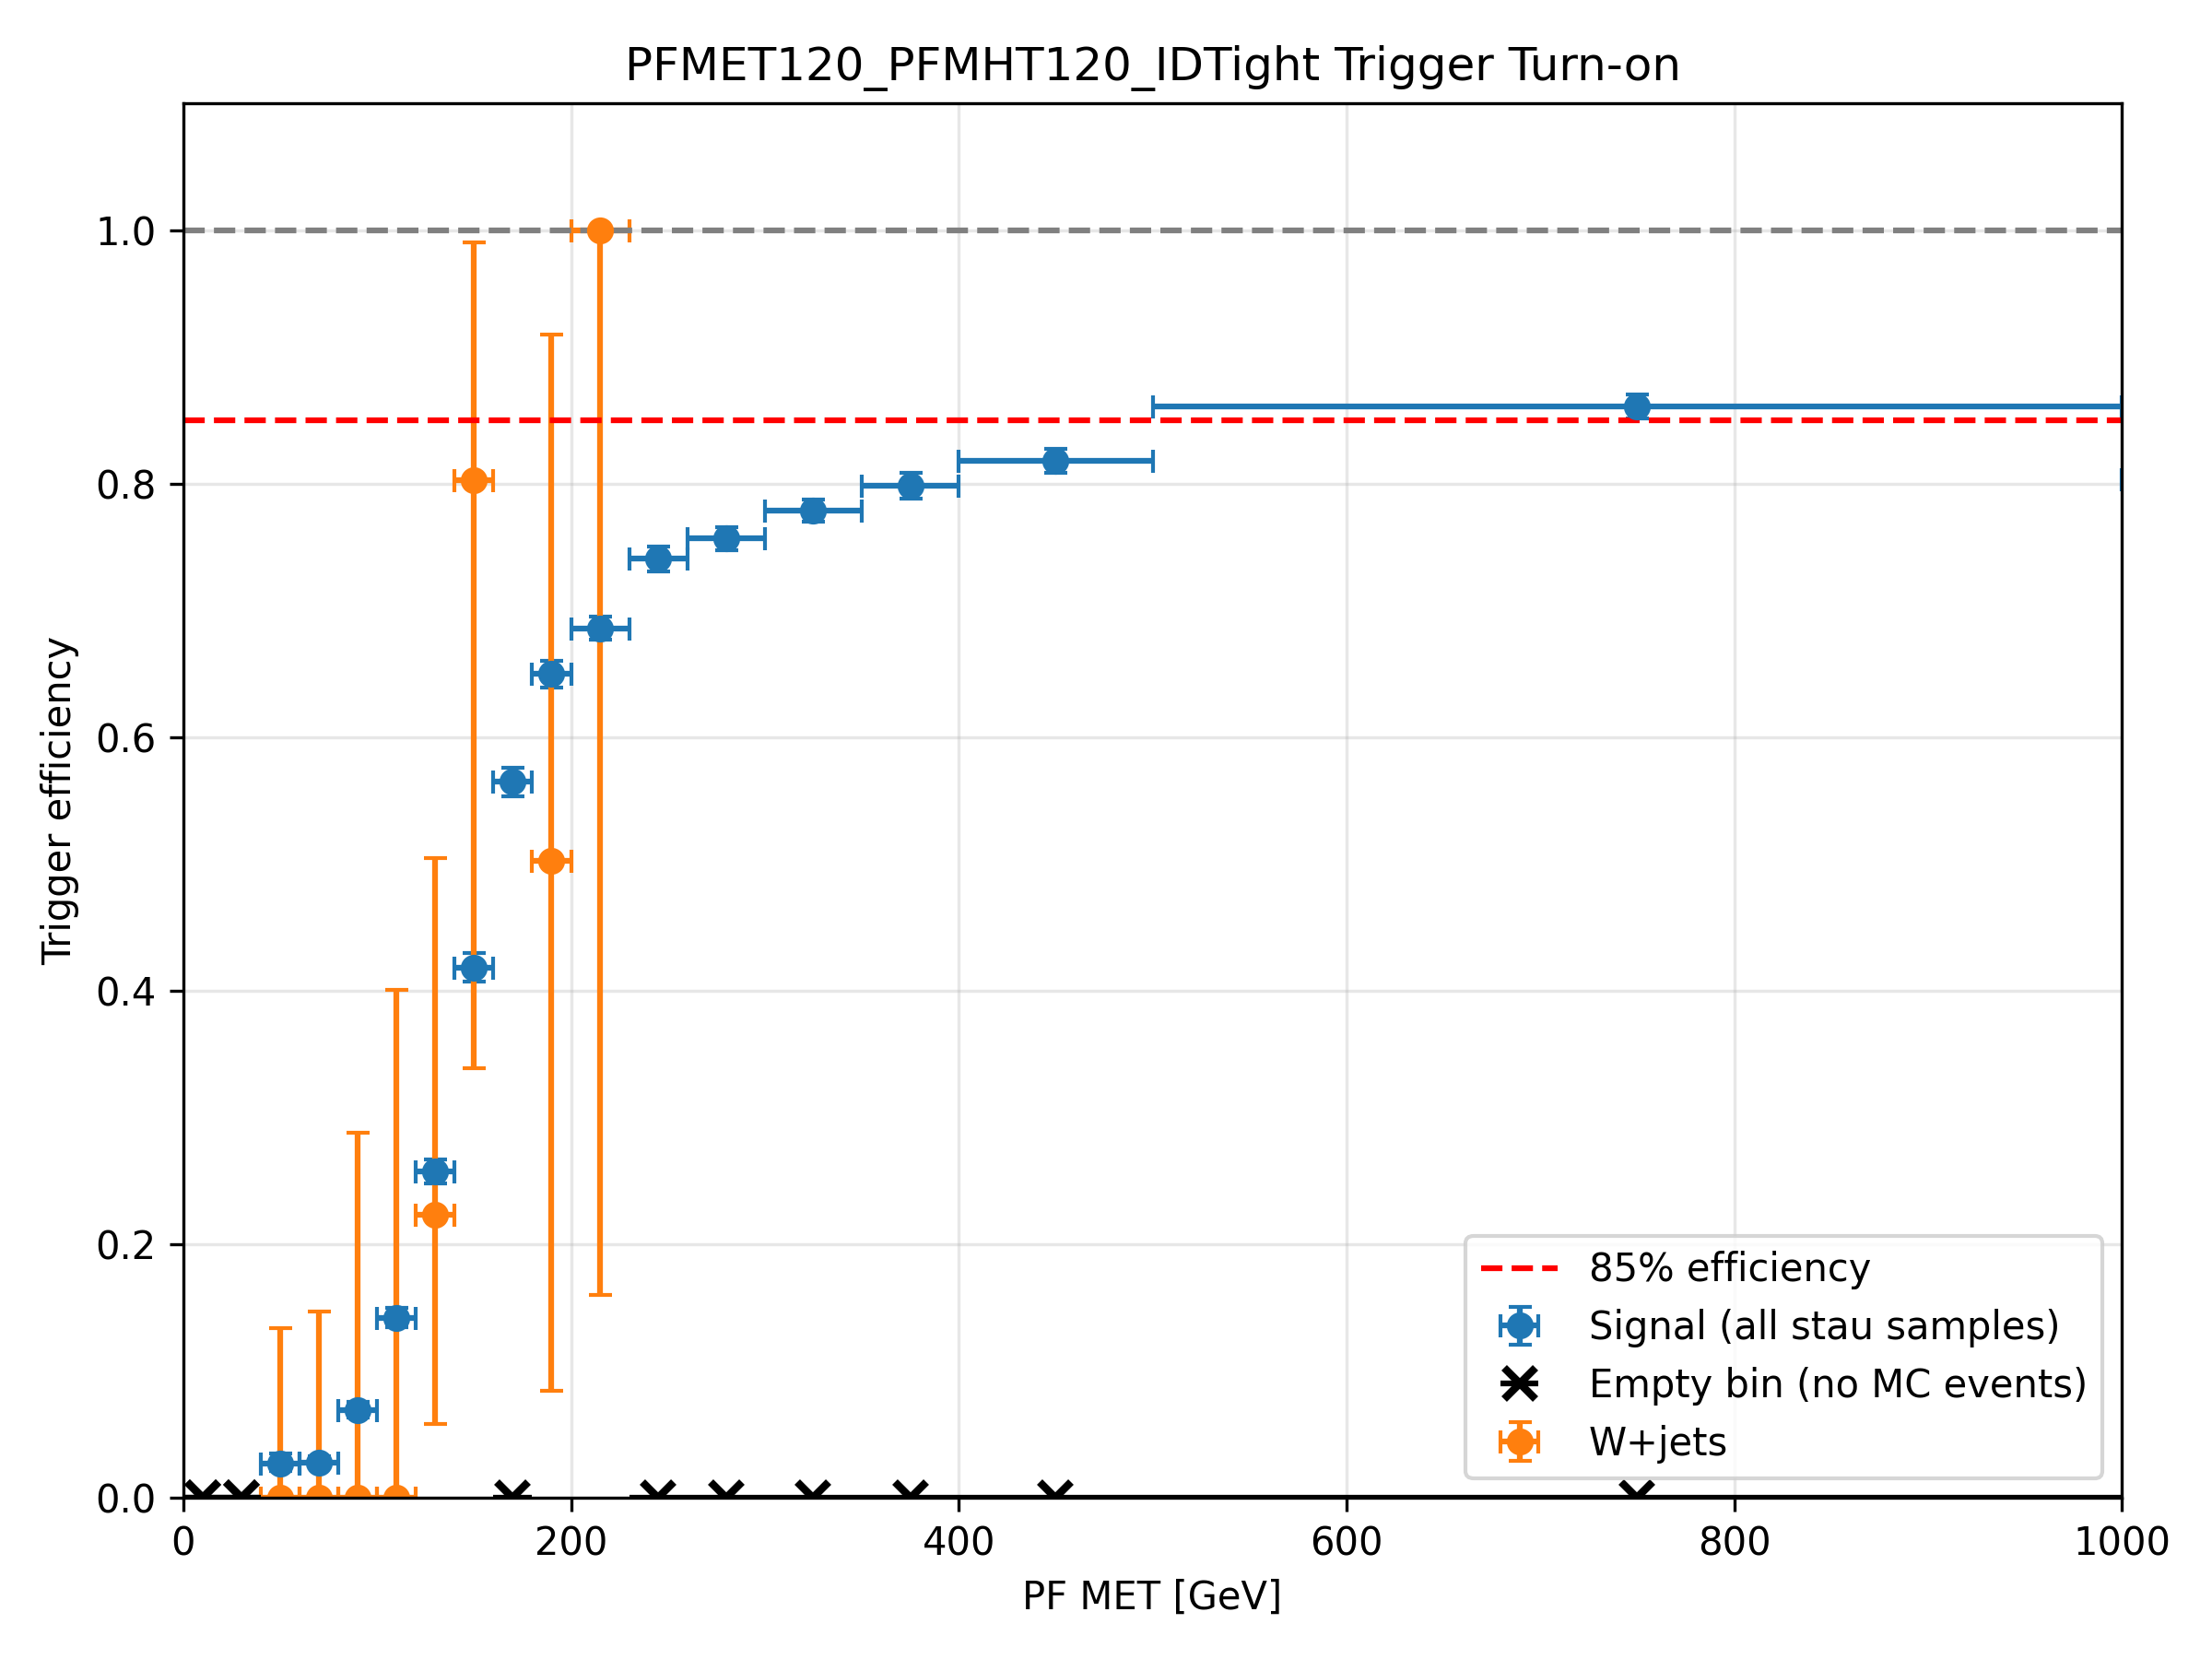 PFMET120_PFMHT120_IDTight Trigger Turn-on
Trigger efficiency
1.0
0.8
0.6
0.4
0.2
0.0
0
200
400
600
800
1000
PF MET [GeV]
85% efficiency
Signal (all stau samples)
Empty bin (no MC events)
W+jets